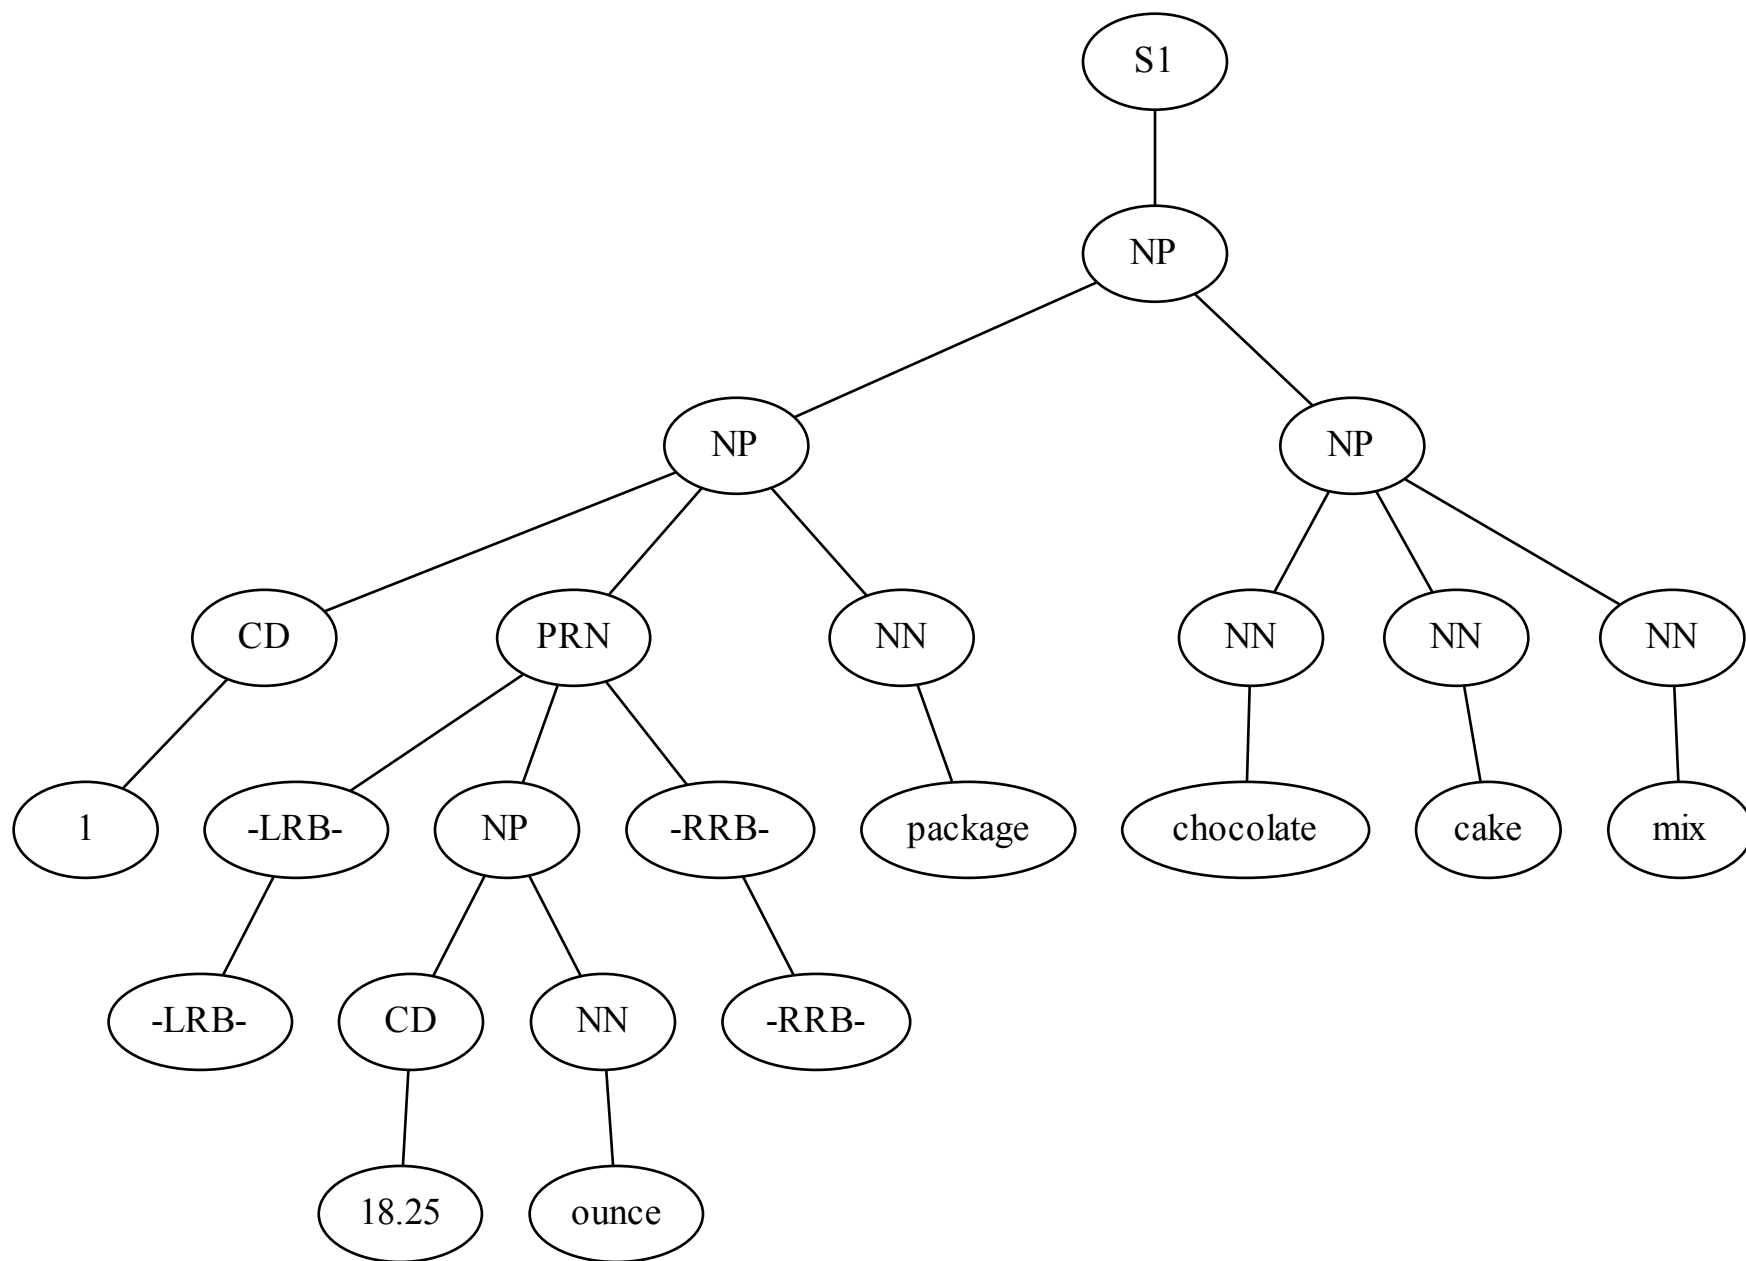 S1
NP
NP NP
CD PRN NN NN NN NN
1 -LRB- NP -RRB- package chocolate cake mix
-LRB- CD NN -RRB-
18.25 ounce